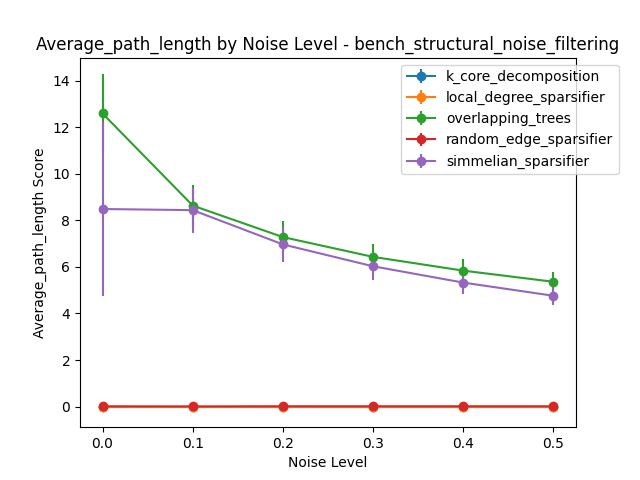 Average_path_length by Noise Level - bench_structural_noise_filtering
k_core_decomposition
local_degree_sparsifier
overlapping_trees
random_edge_sparsifier
simmelian_sparsifier
Average_path_length Score
14
12
10
8
6
4
2
0
0.0 0.1 0.2 0.3 0.4 0.5
Noise Level